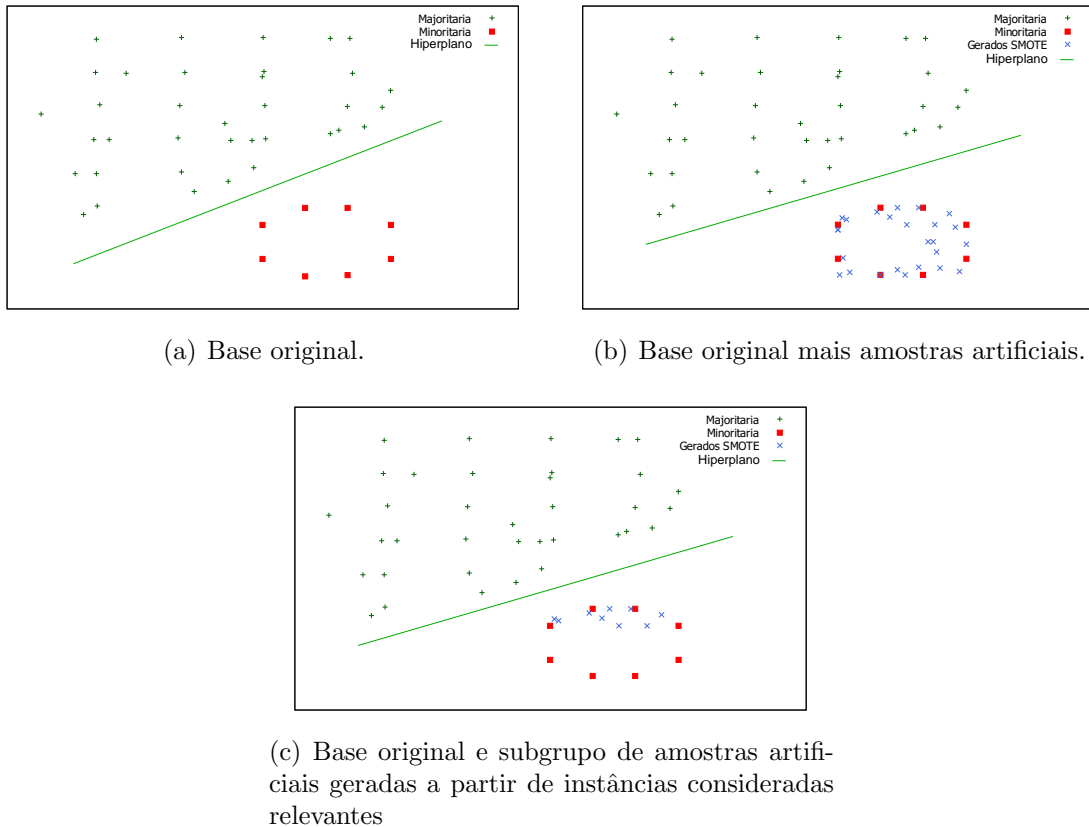 Majoritaria
Minoritaria
Hiperplano
(a) Base original.
Majoritaria
Minoritaria
Gerados SMOTE
Hiperplano
(b) Base original mais amostras artificiais.
Majoritaria
Minoritaria
Gerados SMOTE
Hiperplano
(c) Base original e subgrupo de amostras artifi-
ciais geradas a partir de instâncias consideradas
relevantes